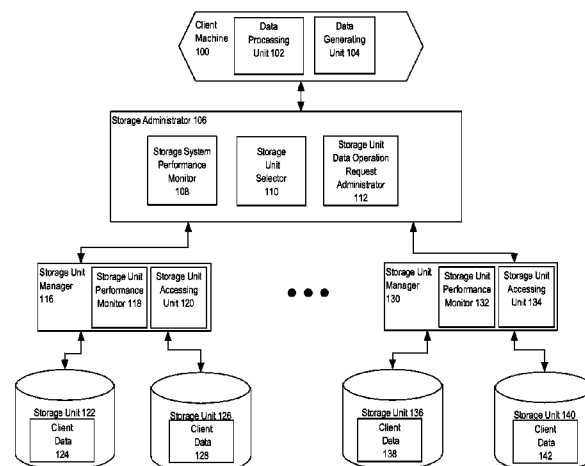 Client
Machine
100
Data
Processing
Unit 102
Data
Generating
Unit 104
Storage Administrator 106
Storage System
Performance
Monitor
108
Storage
Unit
Selector
110
Storage Unit
Data Operation
Request
Administrator
112
Storage Unit
Manager
116
Storage Unit
Performance
Monitor 118
Storage Unit
Accessing
Unit 120
Storage Unit
Manager
130
Storage Unit
Performance
Monitor 132
Storage Unit
Accessing
Unit 134
Storage Unit 122
Client
Data
124
Storage Unit 126
Client
Data
128
Storage Unit 136
Client
Data
138
Storage Unit 140
Client
Data
142